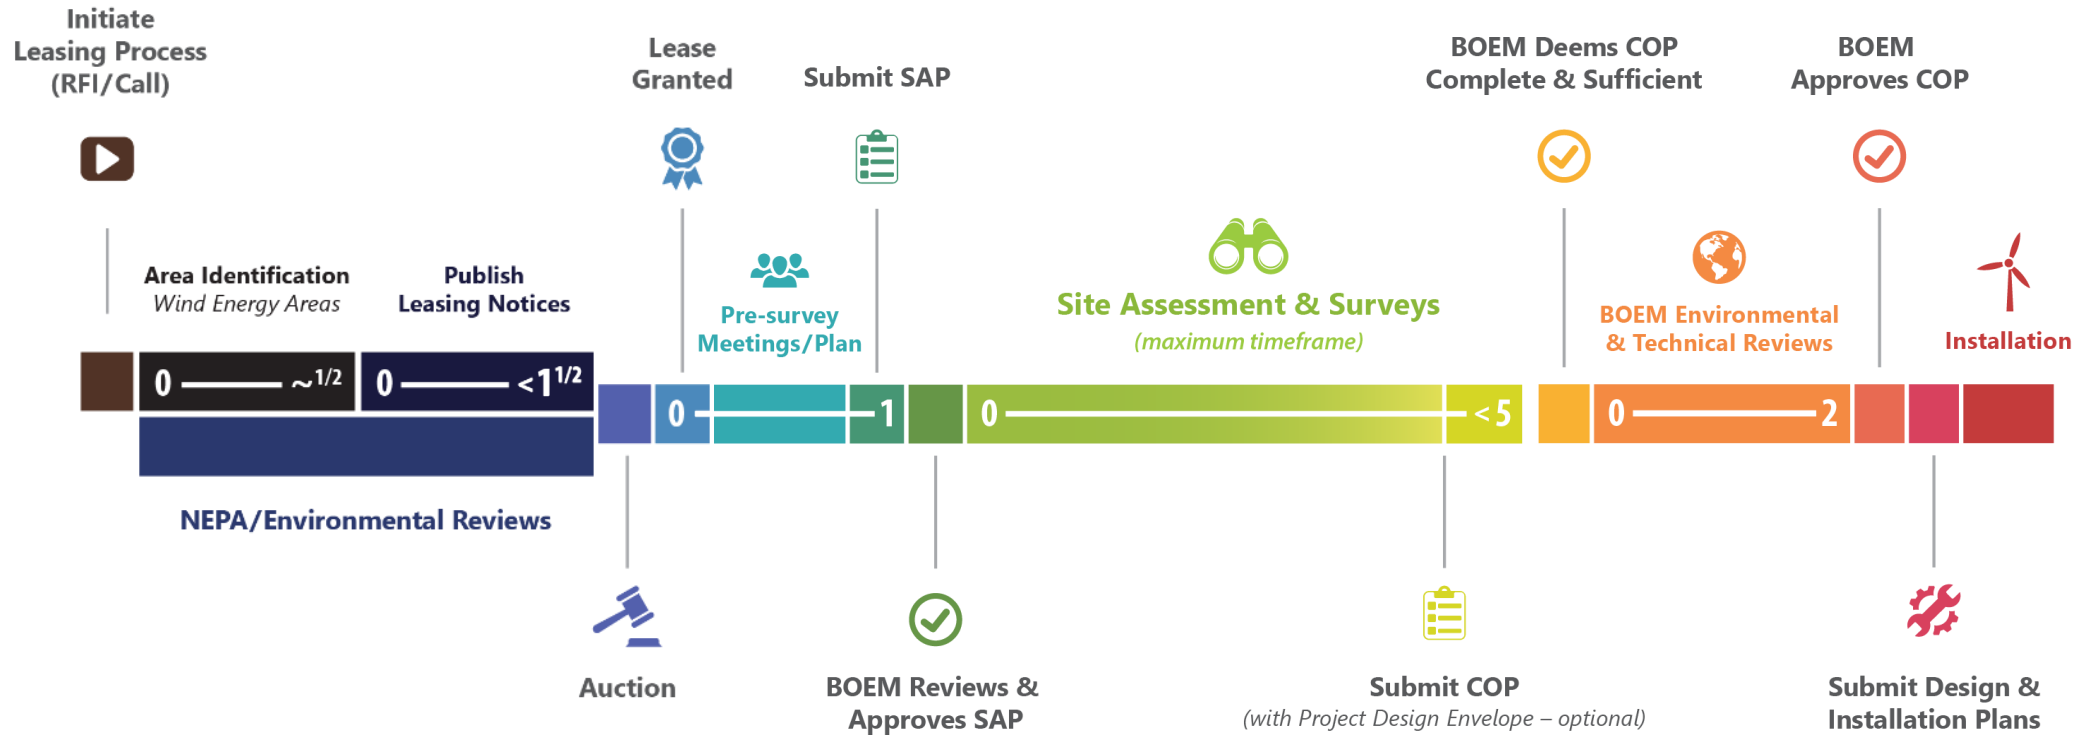 Initiate
Leasing Process
(RFI/Call)
Lease
Granted
Submit SAP
BOEM Deems COP
Complete & Sufficient
BOEM
Approves COP
Area Identification
Wind Energy Areas
Publish
Leasing Notices
Pre-survey
Meetings/Plan
Site Assessment & Surveys
(maximum timeframe)
BOEM Environmental
& Technical Reviews
Installation
0 ~1/2
0 <1 1/2
0 1
0 <5
0 2
NEPA/Environmental Reviews
Auction
BOEM Reviews &
Approves SAP
Submit COP
(with Project Design Envelope – optional)
Submit Design &
Installation Plans